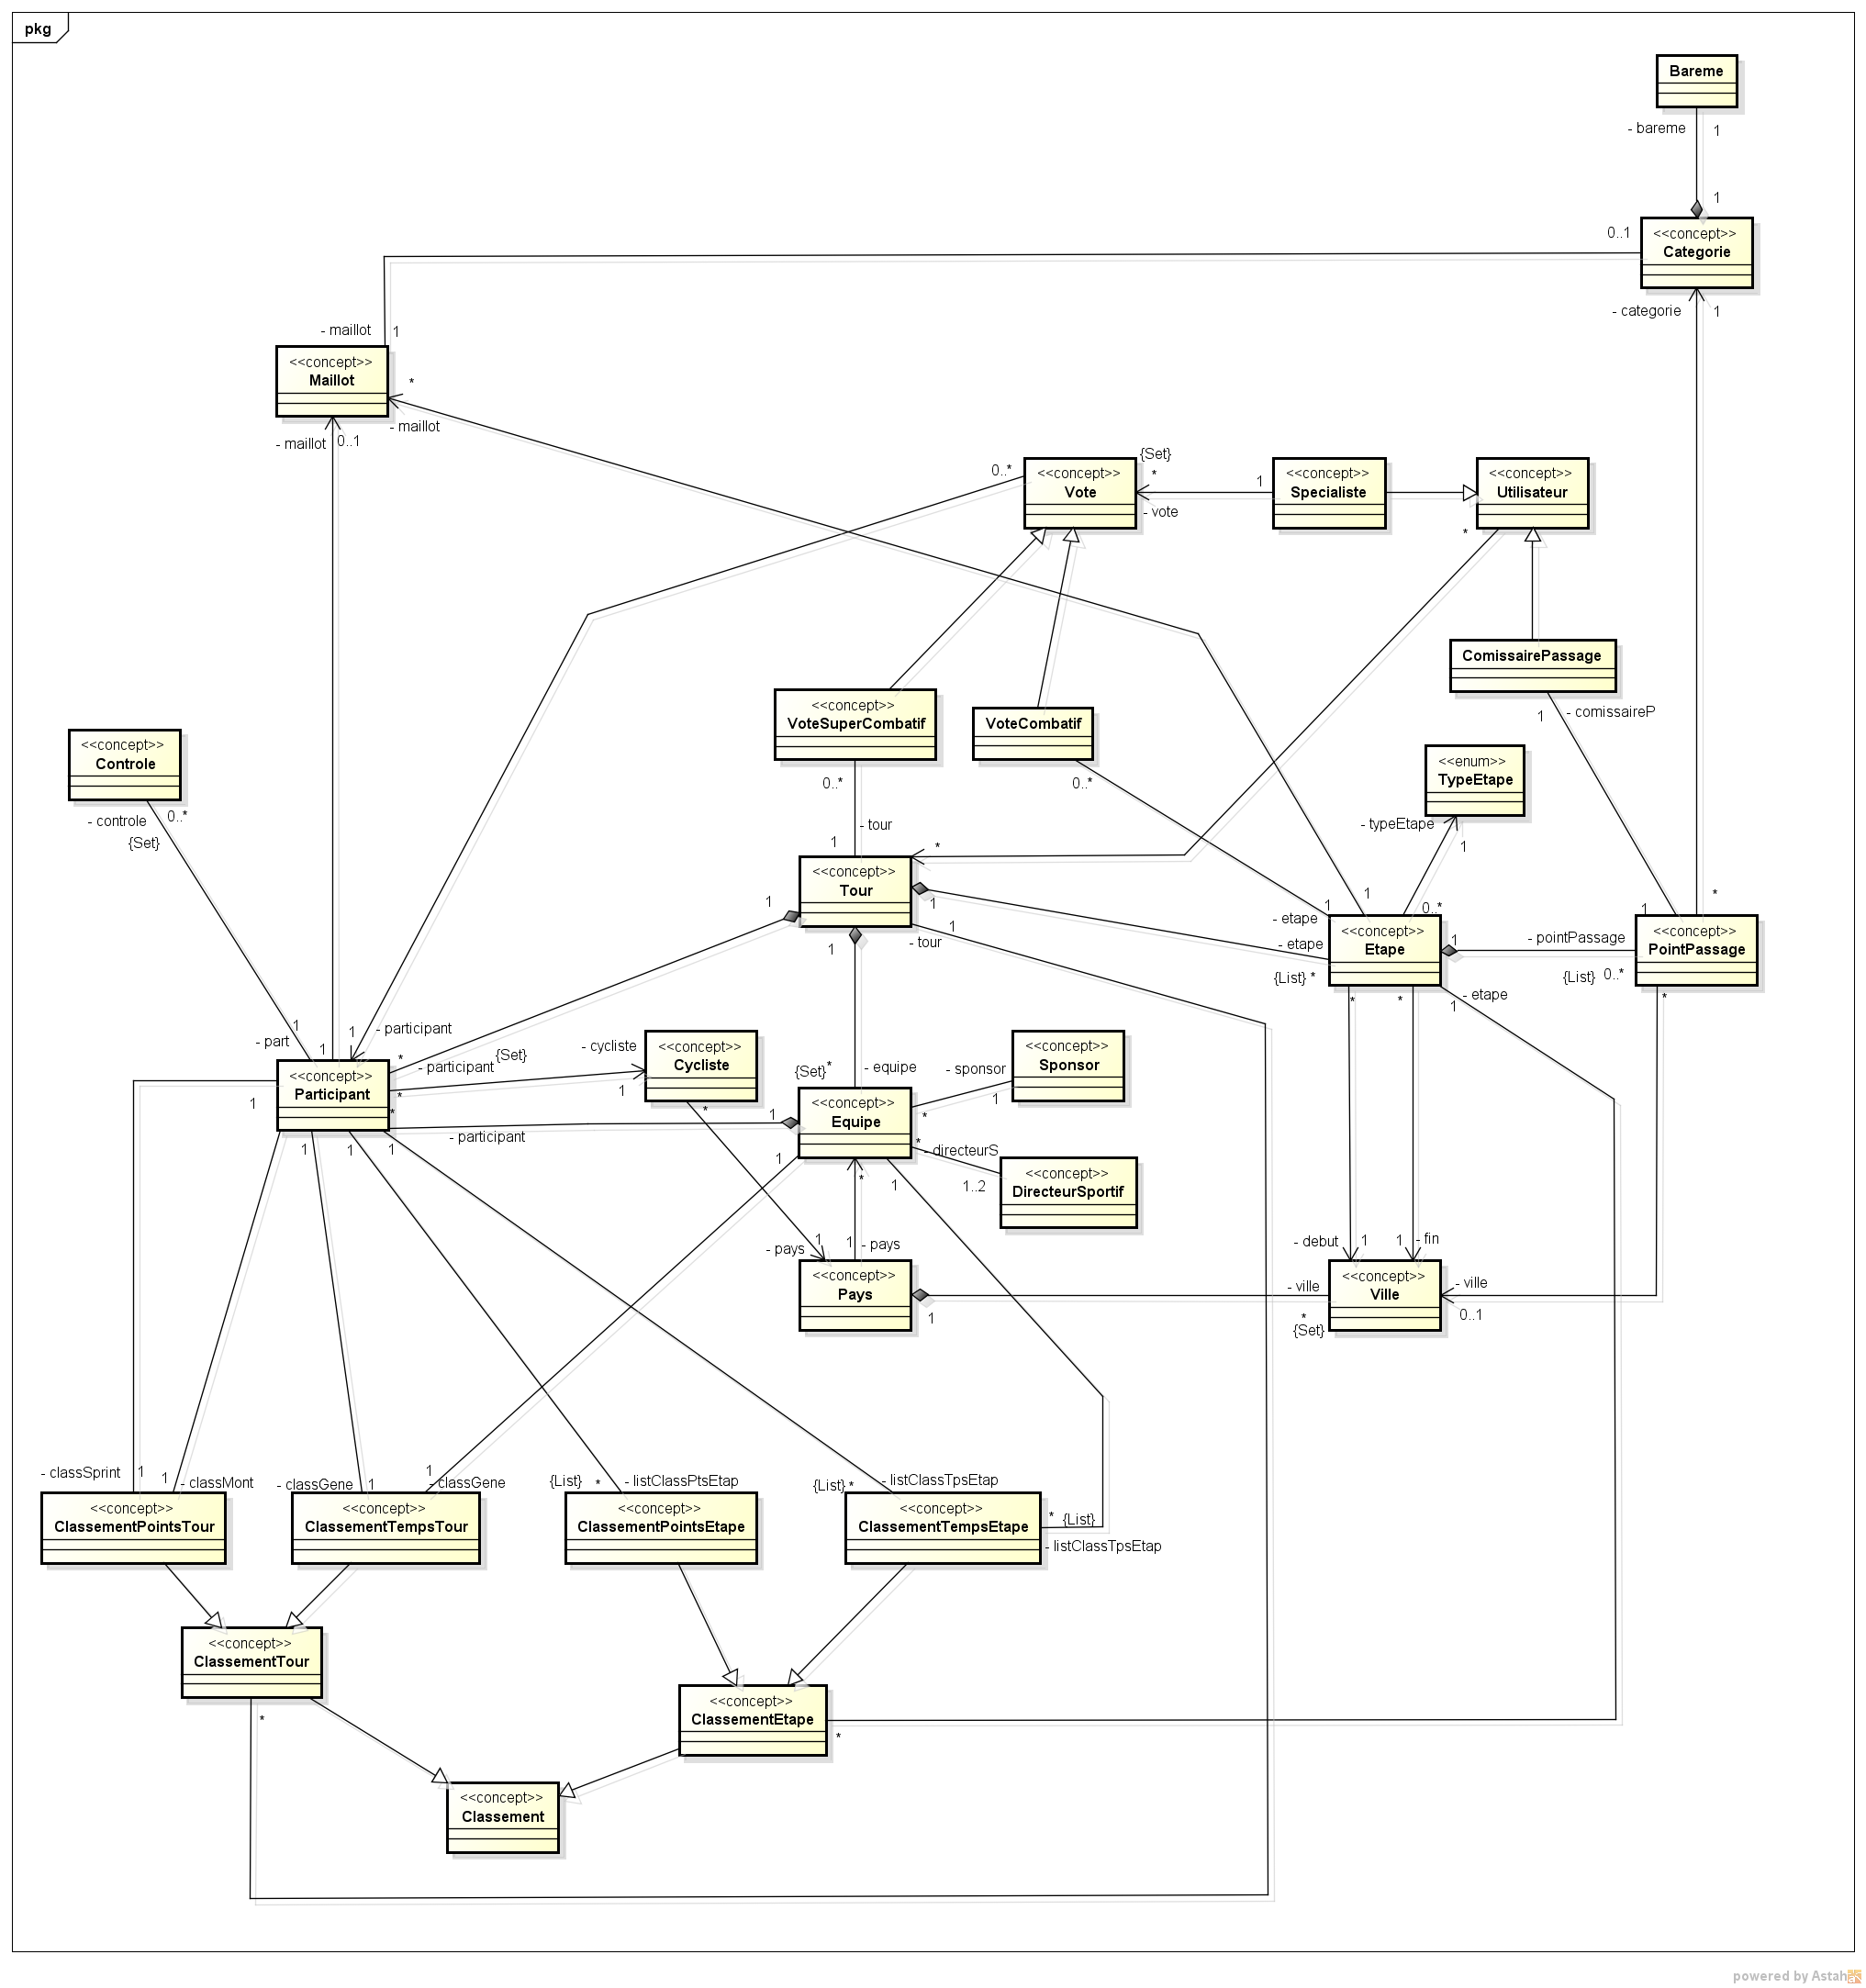 pkg
Bareme
- bareme
1
1
0..1
<<concept>>
Categorie
- categorie
1
- maillot
1
<<concept>>
Maillot
*
- maillot
- maillot
0..1
{Set}
0..*
*
<<concept>>
Vote
- vote
1
<<concept>>
Specialiste
<<concept>>
Utilisateur
*
ComissairePassage
- comissaireP
1
<<concept>>
VoteSuperCombatif
VoteCombatif
<<concept>>
Controle
- controle
0..*
{Set}
0..*
0..*
<<enum>>
TypeEtape
- typeEtape
1
- tour
1
*
<<concept>>
Tour
1
1
1
1
- tour
1
1
0..*
- etape
- etape
{List} *
<<concept>>
Etape
1
- pointPassage
{List}
0..*
*
1
<<concept>>
PointPassage
*
*
*
1
- etape
- part
1
1
1
- participant
*
- participant
{Set}
*
*
<<concept>>
Participant
1
- cycliste
1
<<concept>>
Cycliste
*
{Set}
*
- equipe
<<concept>>
Equipe
1
- participant
- sponsor
1
*
<<concept>>
Sponsor
*
- directeurS
1..2
<<concept>>
DirecteurSportif
1
1
1
1
1
*
1
- pays
- pays
1
<<concept>>
Pays
1
- ville
*
{Set}
- debut
1
1
- fin
<<concept>>
Ville
- ville
0..1
- classSprint
1
1
- classMont
- classGene
1
1
- classGene
{List}
*
- listClassPtsEtap
{List}
*
- listClassTpsEtap
<<concept>>
ClassementPointsTour
<<concept>>
ClassementTempsTour
<<concept>>
ClassementPointsEtape
<<concept>>
ClassementTempsEtape
*
{List}
- listClassTpsEtap
<<concept>>
ClassementTour
*
<<concept>>
ClassementEtape
*
<<concept>>
Classement
powered by Astah